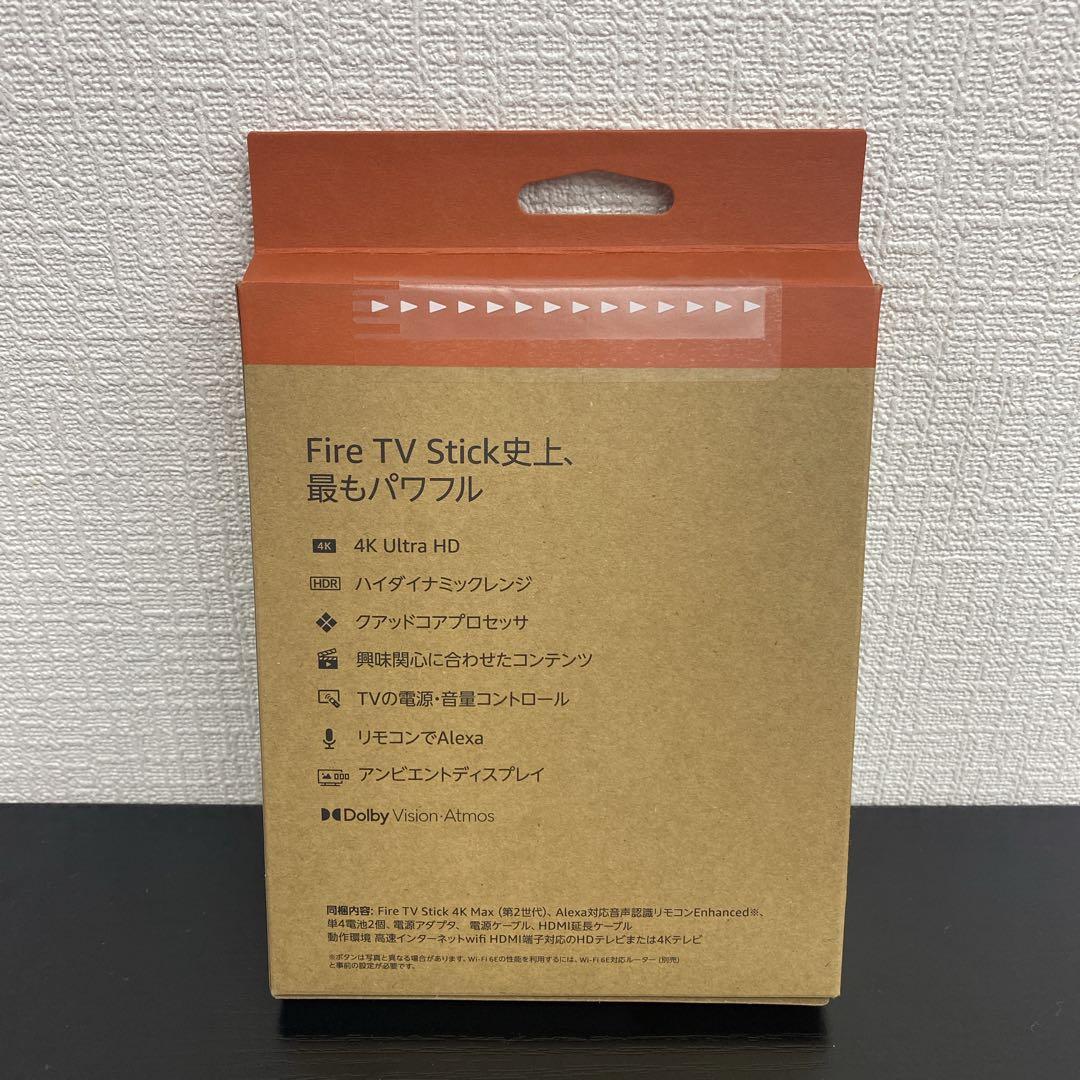 Fire TV Stick史上、
最もパワフル
4K 4K Ultra HD
HDR ハイダイナミックレンジ
クアッドコアプロセッサ
興味関心に合わせたコンテンツ
TVの電源・音量コントロール
リモコンでAlexa
アンビエントディスプレイ
Dolby Vision·Atmos
同梱内容: Fire TV Stick 4K Max (第2世代)、Alexa対応音声認識リモコンEnhanced※、
単4電池2個、電源アダプタ、電源ケーブル、HDMI延長ケーブル
動作環境 高速インターネットwifi HDMI端子対応のHDテレビまたは4Kテレビ
※ボタンは写真と異なる場合があります。Wi-Fi 6Eの性能を利用するには、Wi-Fi 6E対応ルーター (別売)
と事前の設定が必要です。